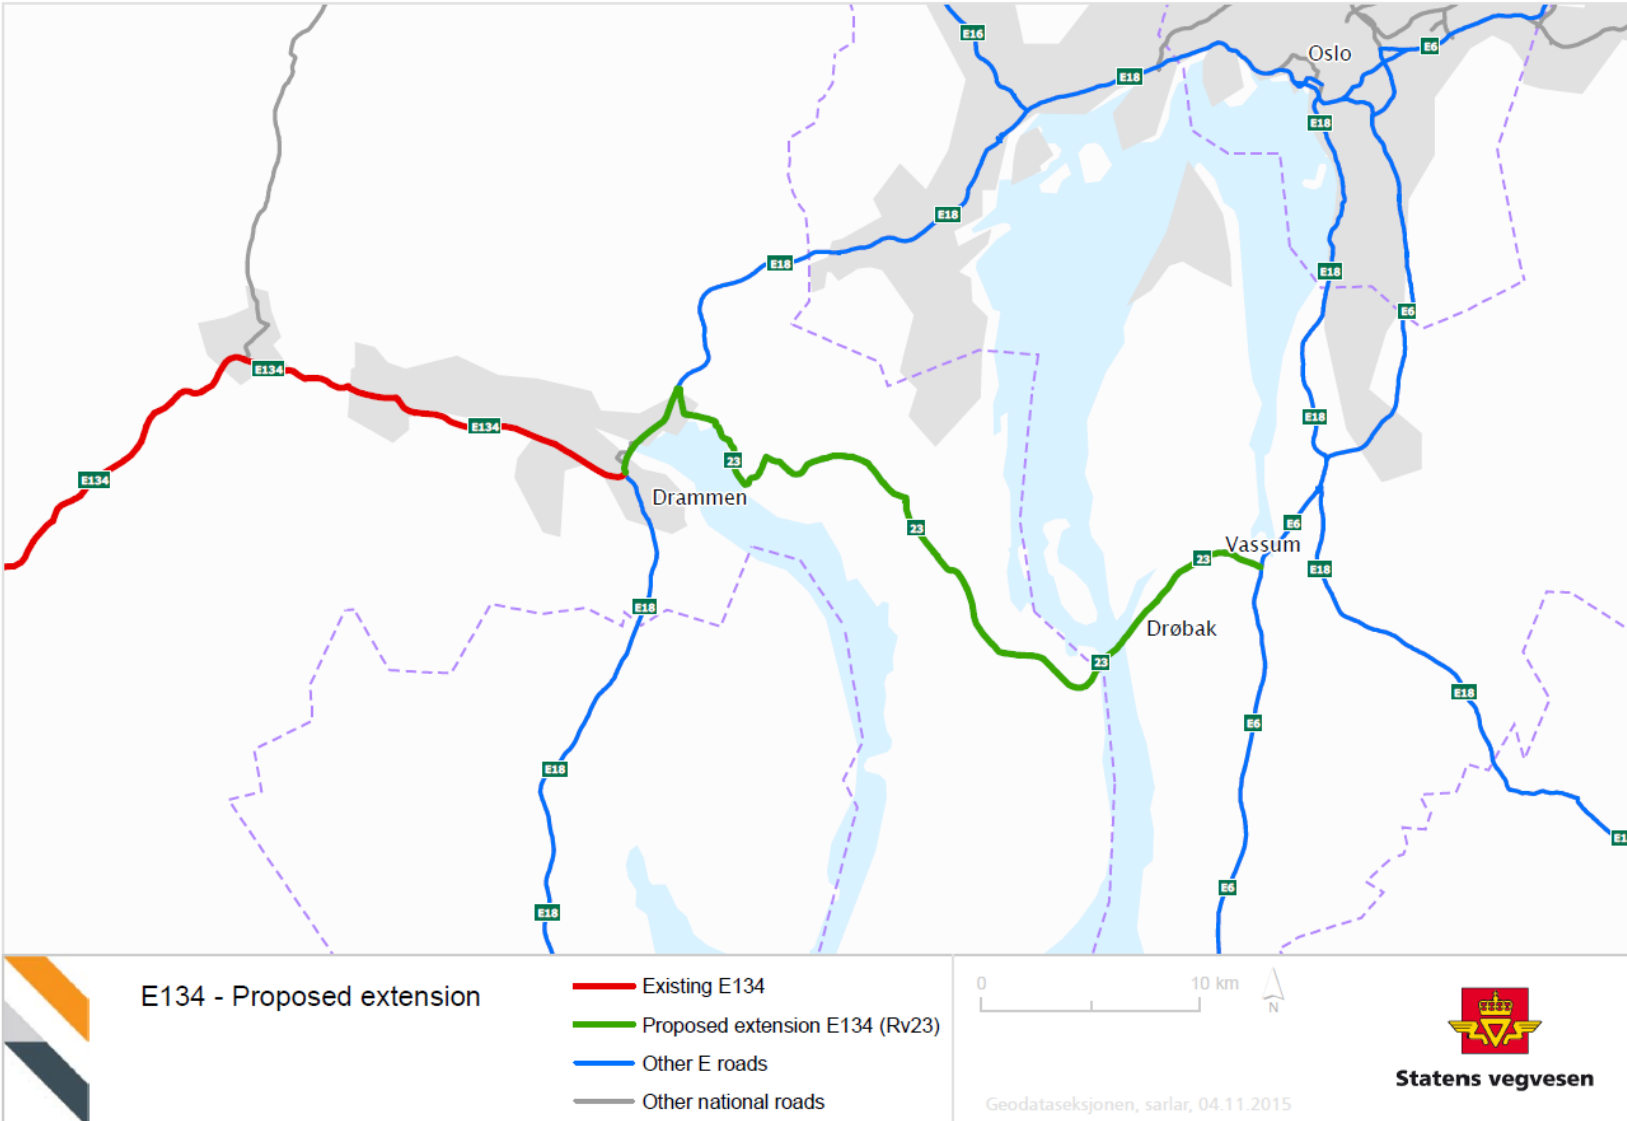 E16
E6
Oslo
E18
E18
E18
E18
E18
E6
E134
E18
E134
23
E134
Drammen
23
E6
Vassum
23
E18
E18
Drøbak
23
E18
E6
E18
E1
E6
E18
E134 - Proposed extension
Existing E134
Proposed extension E134 (Rv23)
Other E roads
Other national roads
0 10 km
N
Statens vegvesen
Geodataseksjonen, sarlar, 04.11.2015